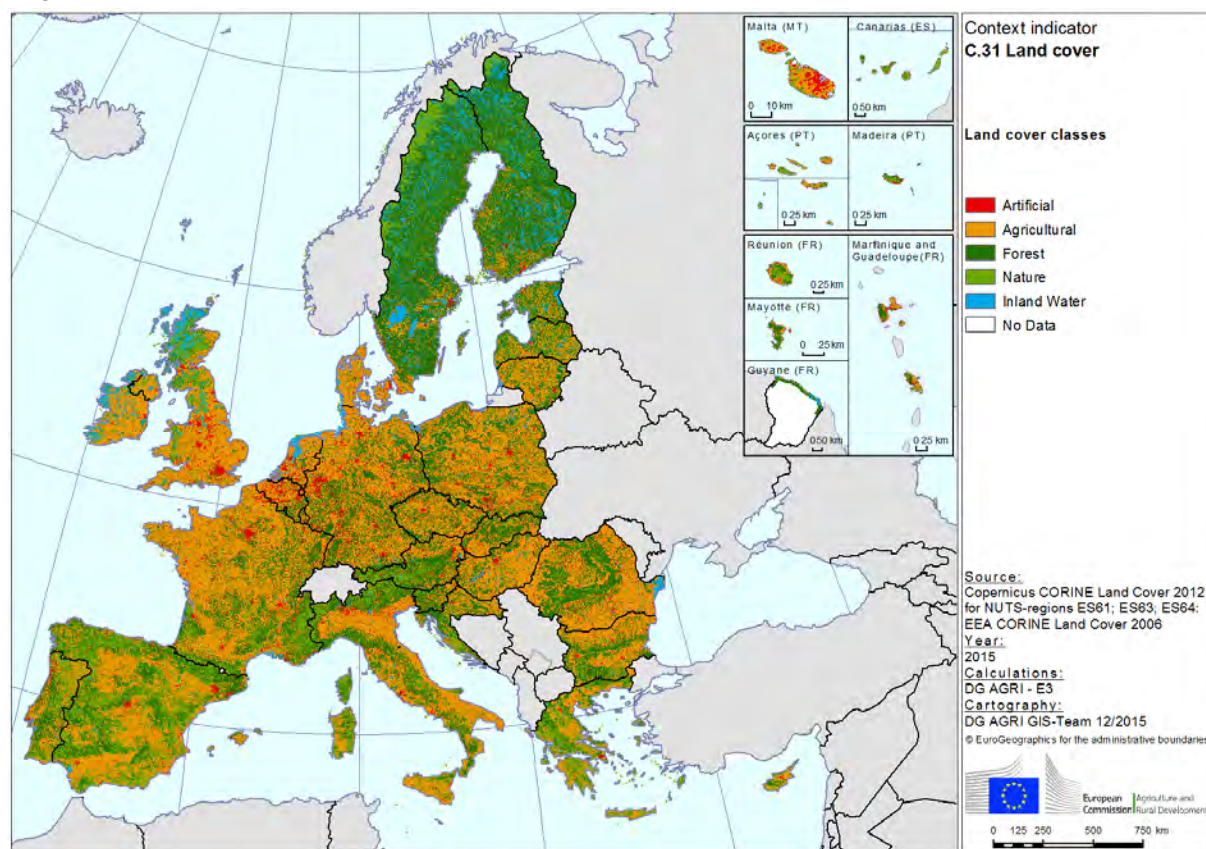 Context indicator
C.31 Land cover
Land cover classes
Artificial
Agricultural
Forest
Nature
Inland Water
No Data
Malta (MT)
0 10 km
Canarias (ES)
0 50 km
Açores (PT)
0 25 km
Madeira (PT)
0 25 km
Réunion (FR)
0 25 km
Martinique and
Guadeloupe(FR)
0 25 km
Mayotte (FR)
0 25 km
Guyane (FR)
0 50 km
Source:
Copernicus CORINE Land Cover 2012
for NUTS-regions ES61; ES63; ES64:
EEA CORINE Land Cover 2006
Year:
2015
Calculations:
DG AGRI - E3
Cartography:
DG AGRI GIS-Team 12/2015
© EuroGeographics for the administrative boundaries
European
Commission
Agriculture and
Rural Development
0 125 250 500 750 km